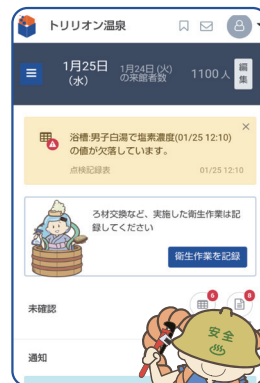 トリリオン温泉
1月25日
(水)
1月24日(火)
の来館者数
1100人
編
集
浴槽:男子白湯で塩素濃度(01/25 12:10)
の値が欠落しています。
点検記録表 01/25 12:10
ろ材交換など、実施した衛生作業は記
録してください
衛生作業を記録
未確認
6
8
安全
通知